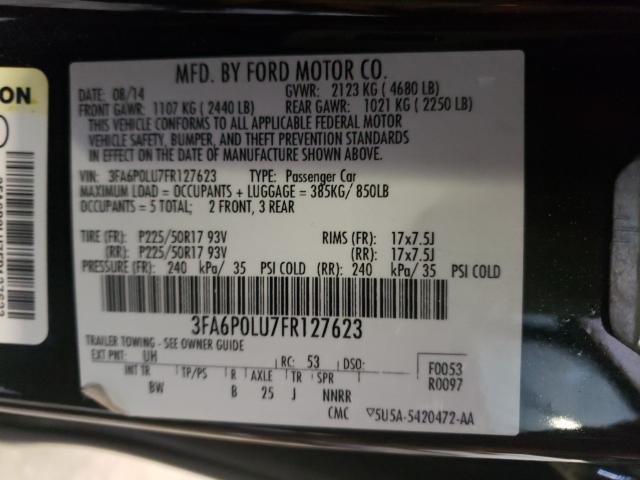 MFD. BY FORD MOTOR CO.
DATE: 08/14 GVWR: 2123 KG ( 4680 LB)
FRONT GAWR: 1107 KG ( 2440 LB) REAR GAWR: 1021 KG ( 2250 LB)
THIS VEHICLE CONFORMS TO ALL APPLICABLE FEDERAL MOTOR
VEHICLE SAFETY, BUMPER, AND THEFT PREVENTION STANDARDS
IN EFFECT ON THE DATE OF MANUFACTURE SHOWN ABOVE.
VIN: 3FA6P0LU7FR127623 TYPE: Passenger Car
MAXIMUM LOAD = OCCUPANTS + LUGGAGE = 385KG/ 850LB
OCCUPANTS = 5 TOTAL; 2 FRONT, 3 REAR
TIRE (FR): P225/50R17 93V RIMS (FR): 17x7.5J
(RR): P225/50R17 93V (RR): 17x7.5J
PRESSURE (FR): 240 kPa/ 35 PSI COLD (RR): 240 kPa/ 35 PSI COLD
3FA6P0LU7FR127623
TRAILER TOWING - SEE OWNER GUIDE
EXT PNT: UH RC: 53 DSO:
F0053
R0097
INT TR TP/PS R AXLE TR SPR
BW B 25 J NNRR
CMC ▽5U5A-5420472-AA
ON